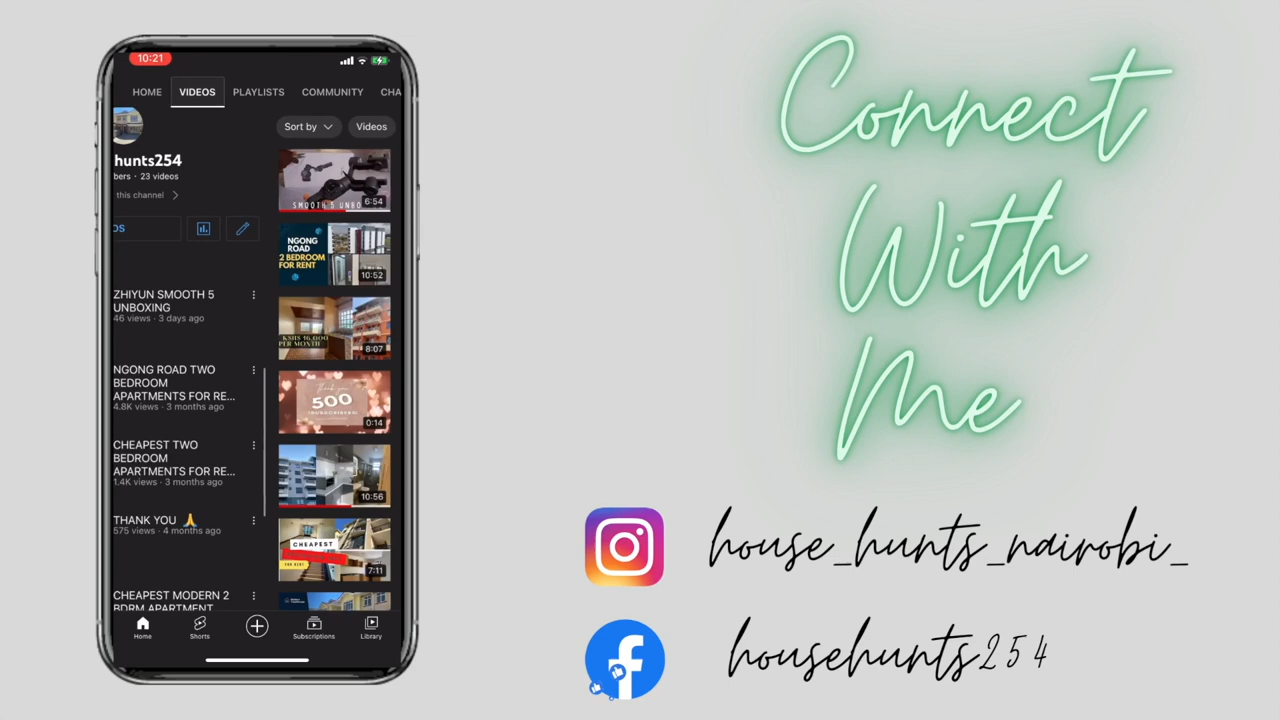 10:21
HOME VIDEOS PLAYLISTS COMMUNITY CHA
Sort by Videos
hunts254
bers · 23 videos
this channel
OS
SMOOTH 5 UNBO
6:54
ZHIYUN SMOOTH 5
UNBOXING
46 views · 3 days ago
NGONG
ROAD
2 BEDROOM
FOR RENT
10:52
NGONG ROAD TWO
BEDROOM
APARTMENTS FOR RE...
4.8K views · 3 months ago
KSHS 16,000
PER MONTH
8:07
CHEAPEST TWO
BEDROOM
APARTMENTS FOR RE...
1.4K views · 3 months ago
Thank you
500
SUBSCRIBERS
0:14
THANK YOU 🙏
575 views · 4 months ago
10:56
CHEAPEST MODERN 2
BDRM APARTMENT
CHEAPEST
FOR RENT
7:11
Home Shorts Subscriptions Library
Connect
With
Me
house_hunts_nairobi_
househunts254